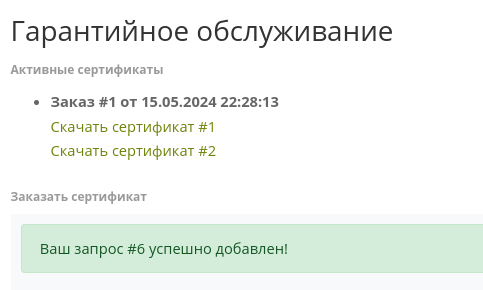 Гарантийное обслуживание
Активные сертификаты
Заказ #1 от 15.05.2024 22:28:13
Скачать сертификат #1
Скачать сертификат #2
Заказать сертификат
Ваш запрос #6 успешно добавлен!